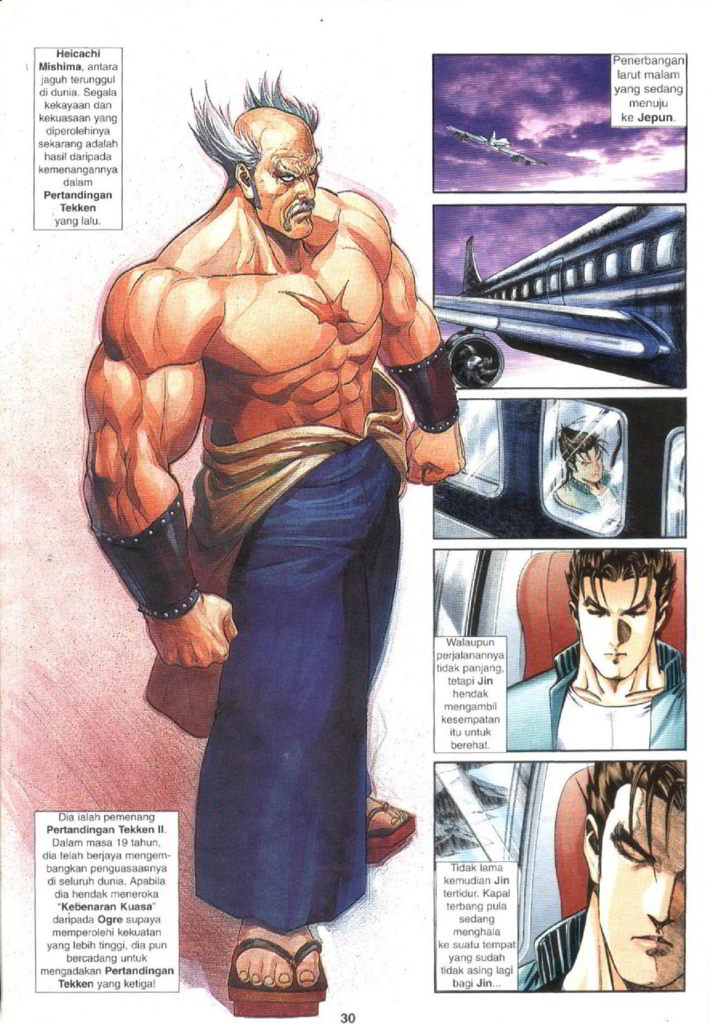 Heicachi
Mishima, antara
jaguh terunggul
di dunia. Segala
kekayaan dan
kekuasaan yang
diperolehinya
sekarang adalah
hasil daripada
kemenangannya
dalam
Pertandingan
Tekken
yang lalu.
Dia ialah pemenang
Pertandingan Tekken II.
Dalam masa 19 tahun,
dia telah berjaya mengem-
bangkan penguasaannya
di seluruh dunia. Apabila
dia hendak meneroka
"Kebenaran Kuasa"
daripada Ogre supaya
memperolehi kekuatan
yang lebih tinggi, dia pun
bercadang untuk
mengadakan Pertandingan
Tekken yang ketiga!
Penerbangan
larut malam
yang sedang
menuju
ke Jepun.
Walaupun
perjalanannya
tidak panjang,
tetapi Jin
hendak
mengambil
kesempatan
itu untuk
berehat.
Tidak lama
kemudian Jin
tertidur. Kapal
terbang pula
sedang
menghala
ke suatu tempat
yang sudah
tidak asing lagi
bagi Jin...
30